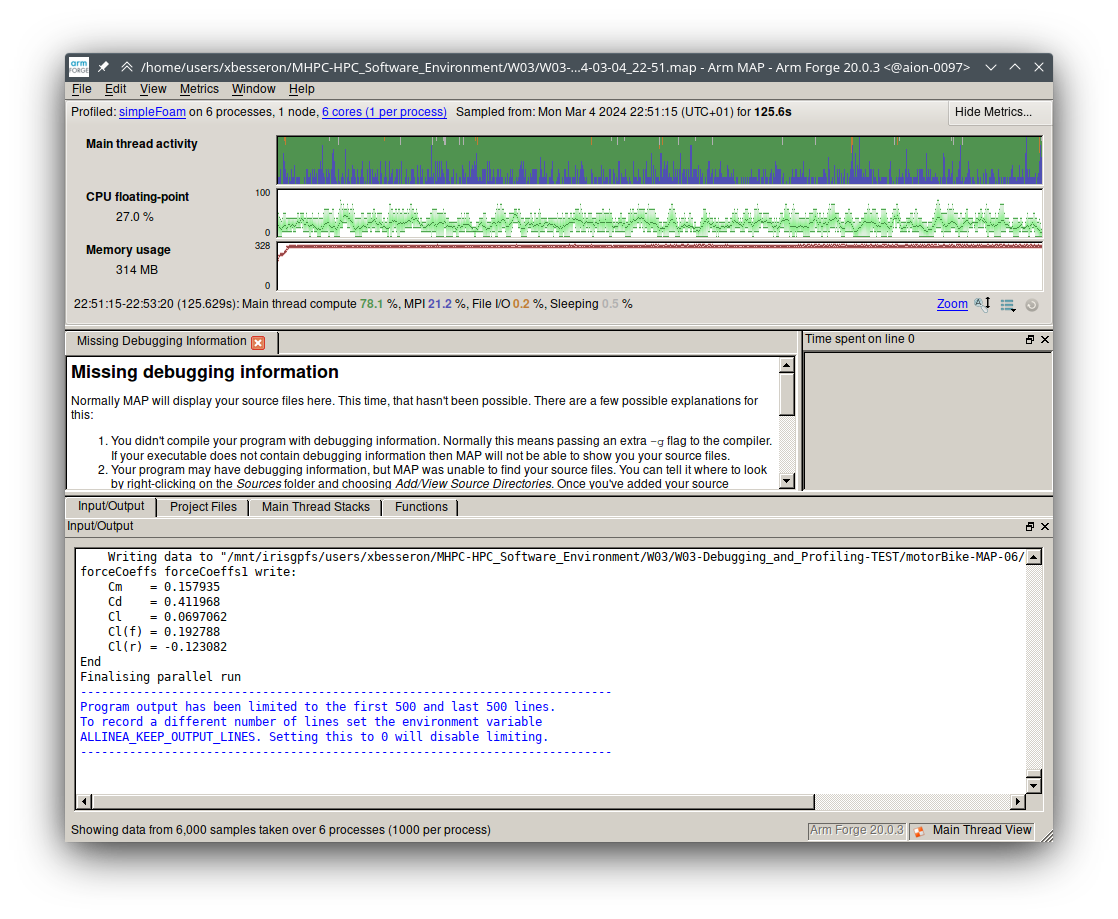 arm FORGE
/home/users/xbesseron/MHPC-HPC_Software_Environment/W03/W03-...4-03-04_22-51.map - Arm MAP - Arm Forge 20.0.3 <@aion-0097>
File Edit View Metrics Window Help
Profiled: simpleFoam on 6 processes, 1 node, 6 cores (1 per process) Sampled from: Mon Mar 4 2024 22:51:15 (UTC+01) for 125.6s
Hide Metrics...
Main thread activity
CPU floating-point
27.0 %
100
0
Memory usage
314 MB
328
0
22:51:15-22:53:20 (125.629s): Main thread compute 78.1 %, MPI 21.2 %, File I/O 0.2 %, Sleeping 0.5 %
Zoom
Missing Debugging Information
Time spent on line 0
Missing debugging information
Normally MAP will display your source files here. This time, that hasn't been possible. There are a few possible explanations for
this:
1. You didn't compile your program with debugging information. Normally this means passing an extra -g flag to the compiler.
If your executable does not contain debugging information then MAP will not be able to show you your source files.
2. Your program may have debugging information, but MAP was unable to find your source files. You can tell it where to look
by right-clicking on the Sources folder and choosing Add/View Source Directories. Once you've added your source
Input/Output Project Files Main Thread Stacks Functions
Input/Output
Writing data to "/mnt/irisgpfs/users/xbesseron/MHPC-HPC_Software_Environment/W03/W03-Debugging_and_Profiling-TEST/motorBike-MAP-06/
forceCoeffs forceCoeffs1 write:
Cm = 0.157935
Cd = 0.411968
Cl = 0.0697062
Cl(f) = 0.192788
Cl(r) = -0.123082
End
Finalising parallel run
---------------------------------------------------------------------------
Program output has been limited to the first 500 and last 500 lines.
To record a different number of lines set the environment variable
ALLINEA_KEEP_OUTPUT_LINES. Setting this to 0 will disable limiting.
---------------------------------------------------------------------------
Showing data from 6,000 samples taken over 6 processes (1000 per process)
Arm Forge 20.0.3
Main Thread View